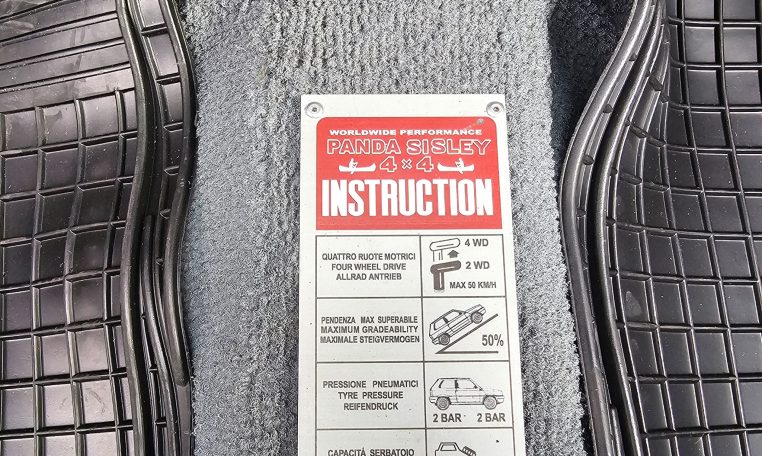 WORLDWIDE PERFORMANCE
PANDA SISLEY
4x4
INSTRUCTION
QUATTRO RUOTE MOTRICI
FOUR WHEEL DRIVE
ALLRAD ANTRIEB
4 WD
2 WD
MAX 50 KM/H
PENDENZA MAX SUPERABILE
MAXIMUM GRADEABILITY
MAXIMALE STEIGVERMOGEN
50%
PRESSIONE PNEUMATICI
TYRE PRESSURE
REIFENDRUCK
2 BAR 2 BAR
CAPACITÀ SERBATOIO